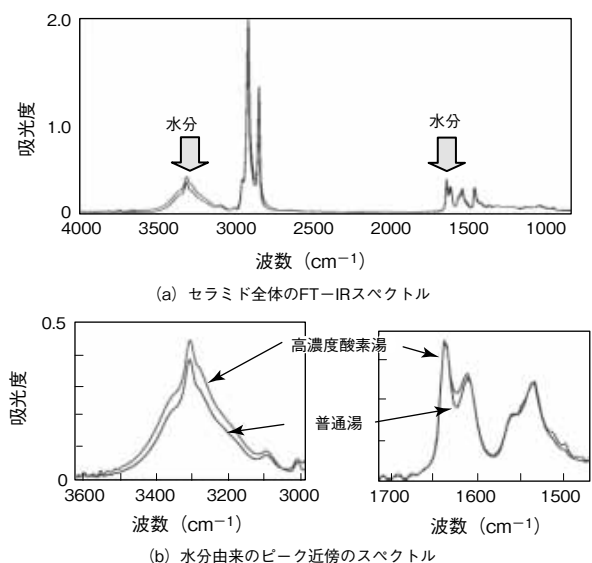 2.0
1.0
0
吸光度
水分
水分
4000 3500 3000 2500 2000 1500 1000
波数（cm−1）
（a）セラミド全体のFT−IRスペクトル
0.5
0
吸光度
高濃度酸素湯
普通湯
3600 3400 3200 3000
波数（cm−1）
1700 1600 1500
波数（cm−1）
（b）水分由来のピーク近傍のスペクトル